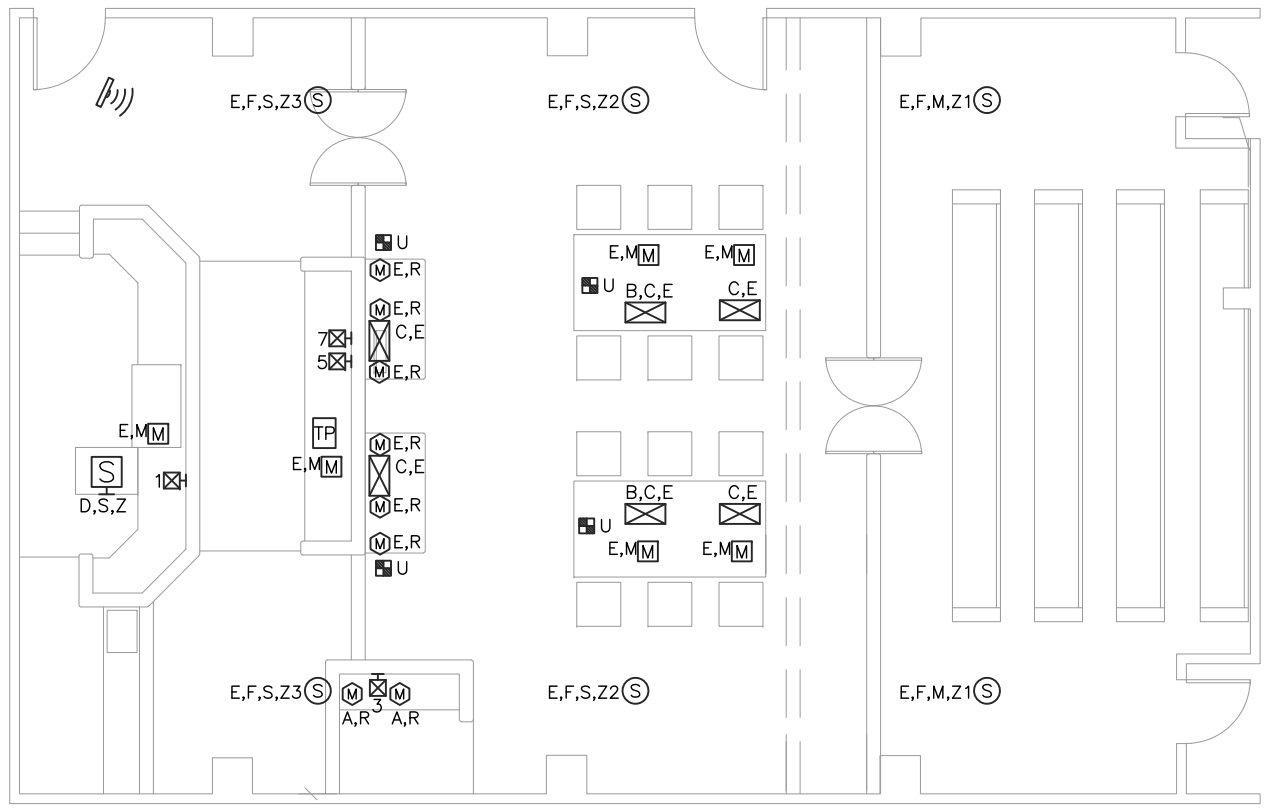 E,F,S,Z3 S
E,F,S,Z2 S
E,F,M,Z1 S
U
M E,R
E,M M
E,M M
U
B,C,E
C,E
M E,R
C,E
7
5
M E,R
E,M M
TP
M E,R
E,M M
C,E
S
D,S,Z
1
B,C,E
C,E
M E,R
U
M E,R
E,M M
E,M M
U
E,F,S,Z3 S
M
3
M
A,R
A,R
E,F,S,Z2 S
E,F,M,Z1 S